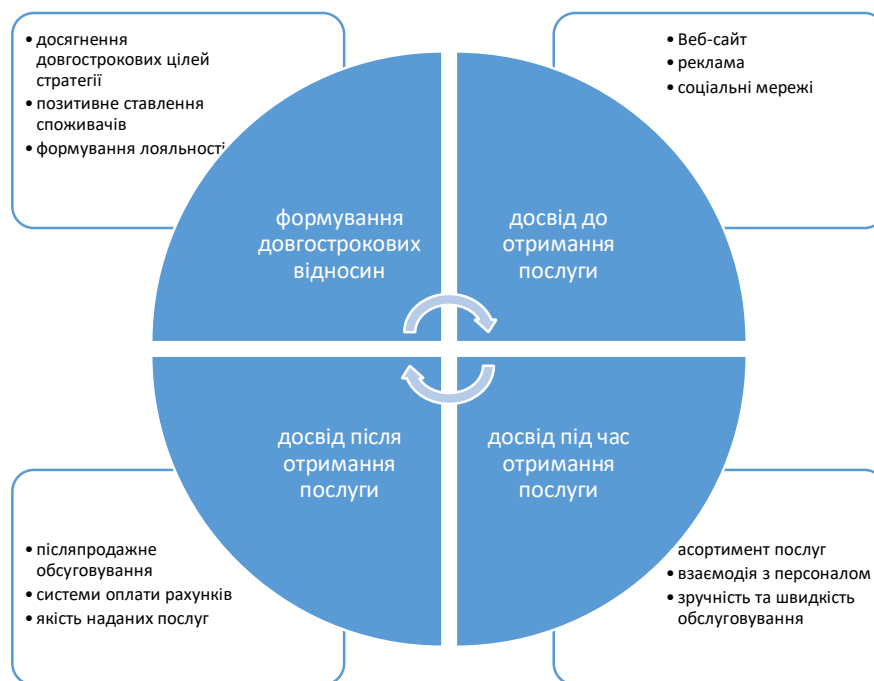 • досягнення
довгострокових цілей
стратегії
• позитивне ставлення
споживачів
• формування лояльності
• Веб-сайт
• реклама
• соціальні мережі
формування
довгострокових
відносин
досвід до
отримання
послуги
досвід після
отримання
послуги
досвід під час
отримання
послуги
• післяпродажне
обсуговування
• системи оплати рахунків
• якість наданих послуг
асортимент послуг
• взаємодія з персоналом
• зручність та швидкість
обслуговування